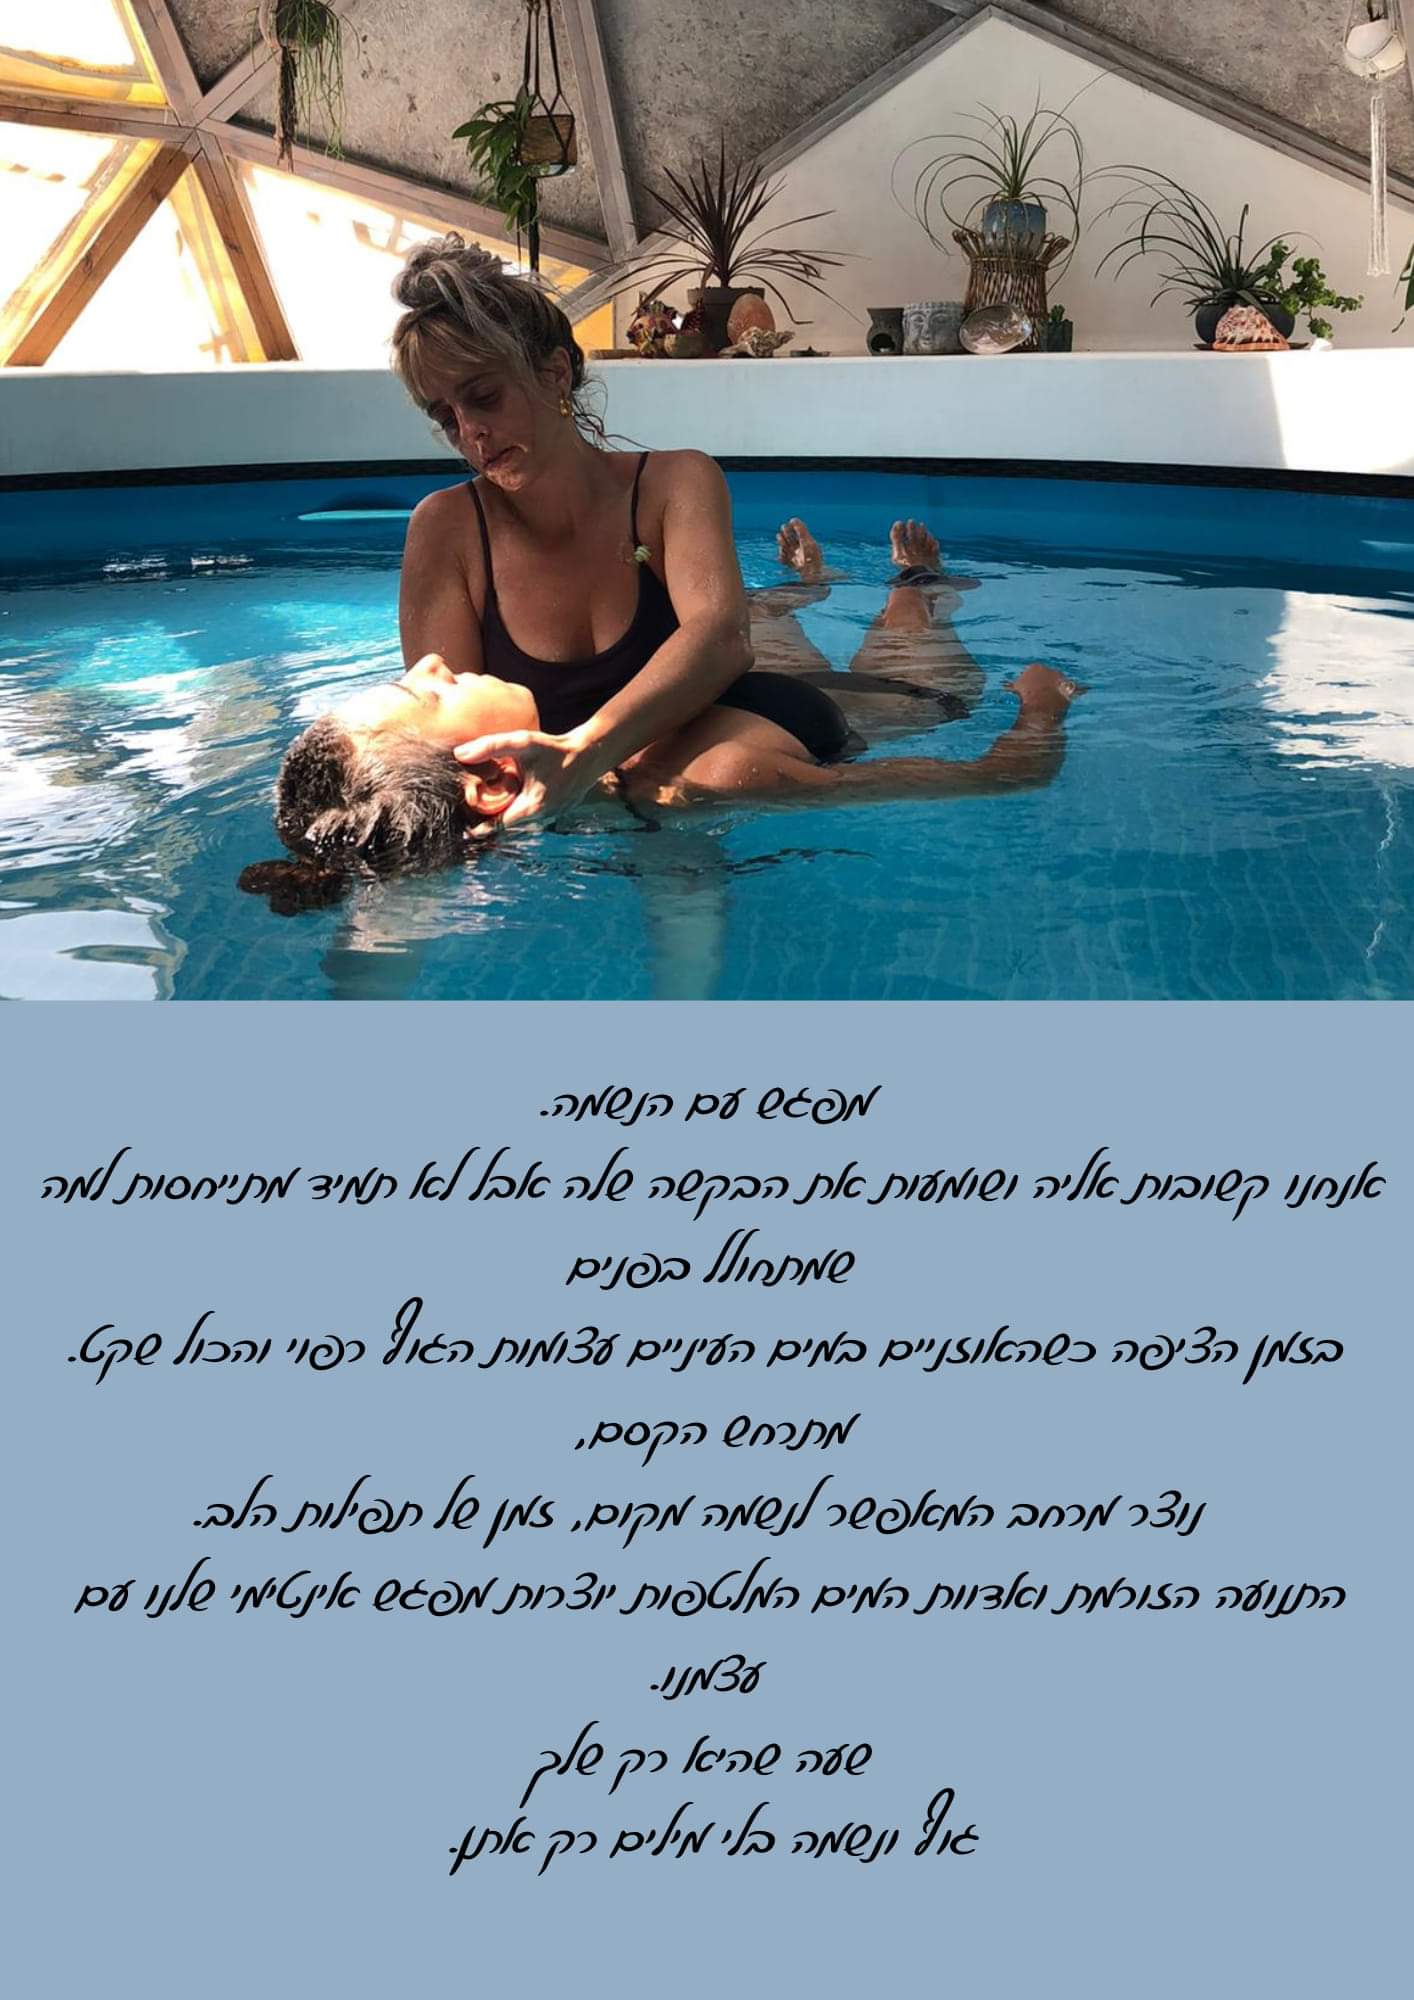 מפגש עם הנשמה.
אנחנו קשובות אליה ושומעות את הבקשה שלה אבל לא תמיד מתייחסות למה
שמתחולל בפנים
בזמן הציפה כשהאוזניים במים העיניים עצומות הגוף רפוי והכול שקט.
מתרחש הקסם,
נוצר מרחב המאפשר לנשמה מקום, זמן של תפילות הלב.
התנועה הזורמת ואדוות המים המלטפות יוצרות מפגש אינטימי שלנו עם
עצמנו.
שעה שהיא רק שלך
גוף ונשמה בלי מילים רק אתן.